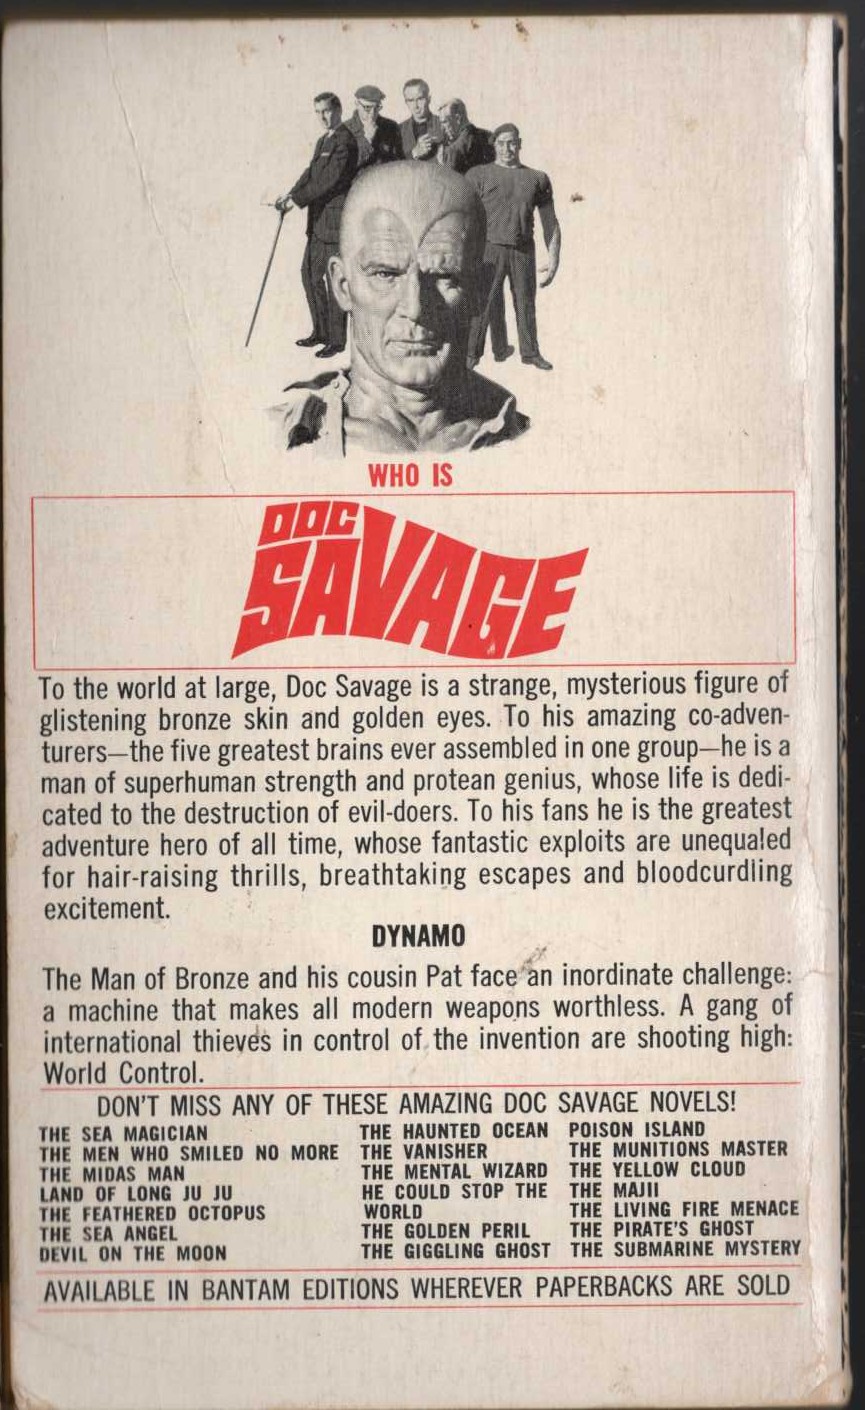 WHO IS
DOC
SAVAGE
To the world at large, Doc Savage is a strange, mysterious figure of
glistening bronze skin and golden eyes. To his amazing co-adven-
turers—the five greatest brains ever assembled in one group—he is a
man of superhuman strength and protean genius, whose life is dedi-
cated to the destruction of evil-doers. To his fans he is the greatest
adventure hero of all time, whose fantastic exploits are unequaled
for hair-raising thrills, breathtaking escapes and bloodcurdling
excitement.
DYNAMO
The Man of Bronze and his cousin Pat face an inordinate challenge:
a machine that makes all modern weapons worthless. A gang of
international thieves in control of the invention are shooting high:
World Control.
DON'T MISS ANY OF THESE AMAZING DOC SAVAGE NOVELS!
THE SEA MAGICIAN
THE MEN WHO SMILED NO MORE
THE MIDAS MAN
LAND OF LONG JU JU
THE FEATHERED OCTOPUS
THE SEA ANGEL
DEVIL ON THE MOON
THE HAUNTED OCEAN
THE VANISHER
THE MENTAL WIZARD
HE COULD STOP THE
WORLD
THE GOLDEN PERIL
THE GIGGLING GHOST
POISON ISLAND
THE MUNITIONS MASTER
THE YELLOW CLOUD
THE MAJII
THE LIVING FIRE MENACE
THE PIRATE'S GHOST
THE SUBMARINE MYSTERY
AVAILABLE IN BANTAM EDITIONS WHEREVER PAPERBACKS ARE SOLD